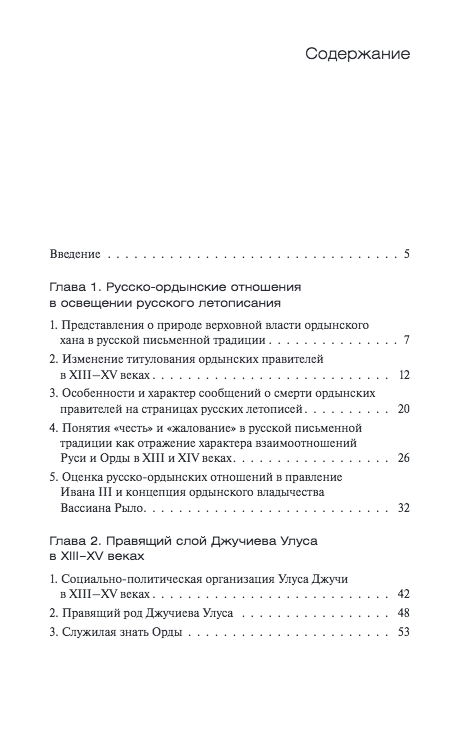 Содержание
Введение . . . . . . . . . . . . . . . . . . . . . . . . . . . . . . . . . . . 5
Глава 1. Русско-ордынские отношения
в освещении русского летописания
1. Представления о природе верховной власти ордынского
хана в русской письменной традиции . . . . . . . . . . . . . . . . 7
2. Изменение титулования ордынских правителей
в XIII–XV веках . . . . . . . . . . . . . . . . . . . . . . . . . . . . 12
3. Особенности и характер сообщений о смерти ордынских
правителей на страницах русских летописей . . . . . . . . . . . . 20
4. Понятия «честь» и «жалование» в русской письменной
традиции как отражение характера взаимоотношений
Руси и Орды в XIII и XIV веках . . . . . . . . . . . . . . . . . . . 26
5. Оценка русско-ордынских отношений в правление
Ивана III и концепция ордынского владычества
Вассиана Рыло . . . . . . . . . . . . . . . . . . . . . . . . . . . . . 32
Глава 2. Правящий слой Джучиева Улуса
в XIII–XV веках
1. Социально-политическая организация Улуса Джучи
в XIII–XV веках . . . . . . . . . . . . . . . . . . . . . . . . . . . . 42
2. Правящий род Джучиева Улуса . . . . . . . . . . . . . . . . . . . 48
3. Служилая знать Орды . . . . . . . . . . . . . . . . . . . . . . . . . 53